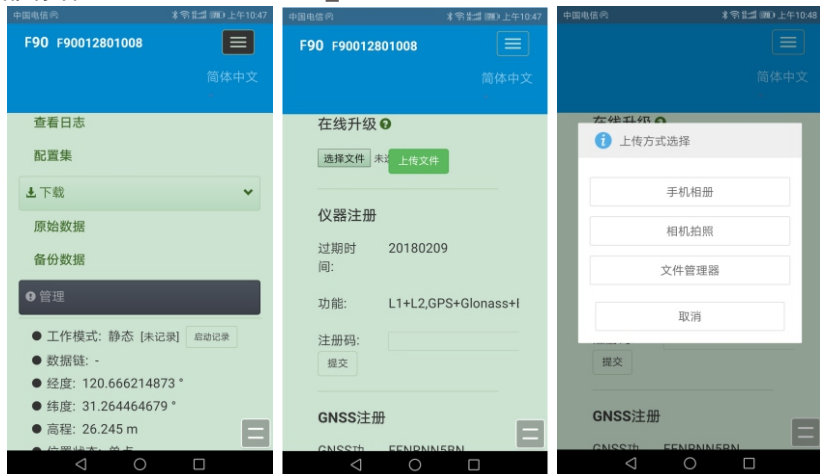 中国电信 上午10:47
F90 F90012801008
简体中文
查看日志
配置集
下载
原始数据
备份数据
管理
工作模式: 静态 [未记录] 启动记录
数据链: -
经度: 120.666214873 °
纬度: 31.264464679 °
高程: 26.245 m
中国电信 上午10:47
F90 F90012801008
简体中文
在线升级
选择文件 未 上传文件
仪器注册
过期时间: 20180209
功能: L1+L2,GPS+Glonass+
注册码:
提交
GNSS注册
中国电信 上午10:48
简体中文
在线升级
上传方式选择
手机相册
相机拍照
文件管理器
取消
提交
GNSS注册